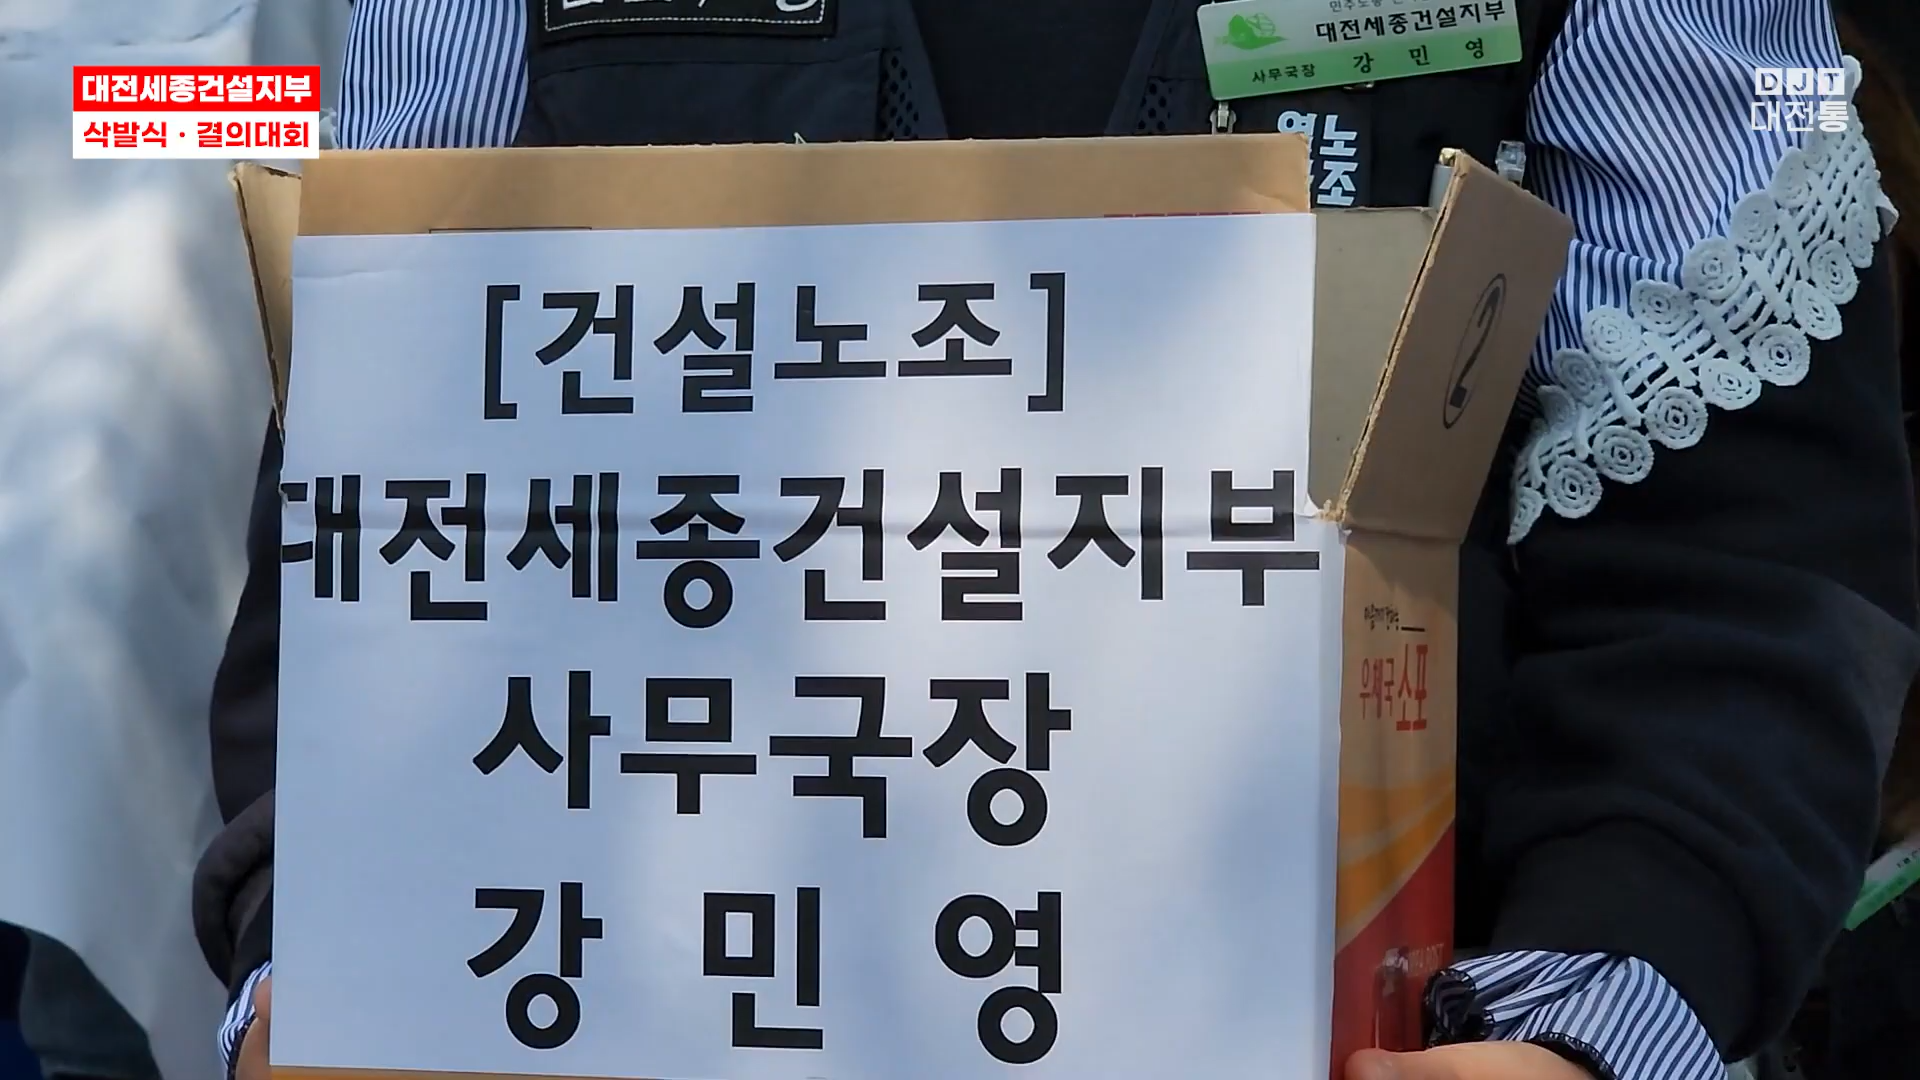 대전세종건설지부
삭발식 · 결의대회
대전세종건설지부
사무국장 강 민 영
DJT
대전통
노조
[건설노조]
대전세종건설지부
사무국장
강 민 영
2
우체국 소포